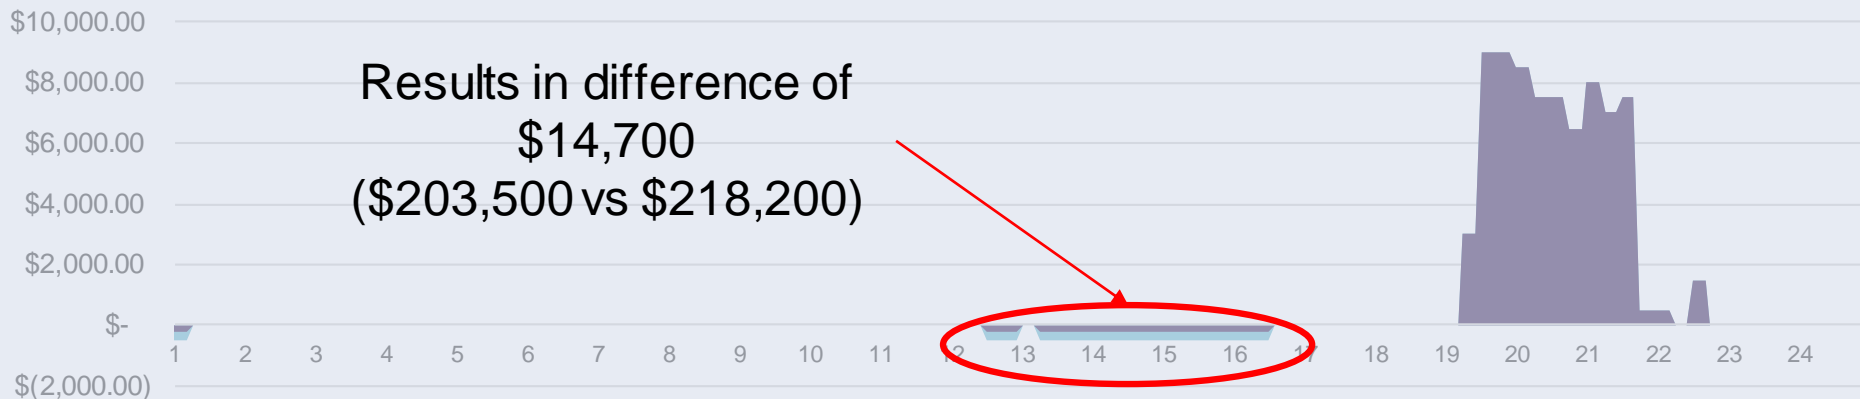 $10,000.00
$8,000.00
$6,000.00
$4,000.00
$2,000.00
$-
$(2,000.00)
Results in difference of
$14,700
($203,500 vs $218,200)
1 2 3 4 5 6 7 8 9 10 11 12 13 14 15 16 17 18 19 20 21 22 23 24